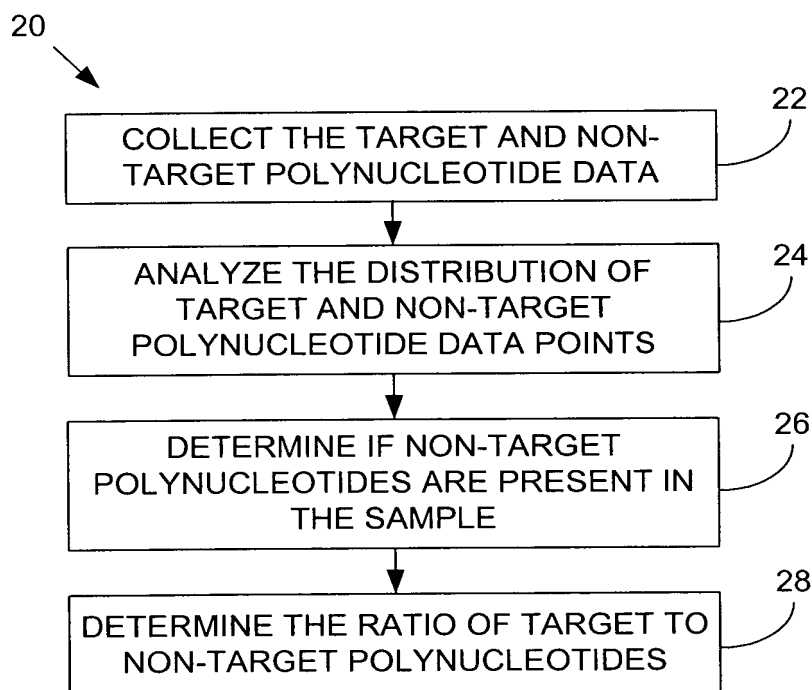 20
22
COLLECT THE TARGET AND NON-
TARGET POLYNUCLEOTIDE DATA
24
ANALYZE THE DISTRIBUTION OF
TARGET AND NON-TARGET
POLYNUCLEOTIDE DATA POINTS
26
DETERMINE IF NON-TARGET
POLYNUCLEOTIDES ARE PRESENT IN
THE SAMPLE
28
DETERMINE THE RATIO OF TARGET TO
NON-TARGET POLYNUCLEOTIDES